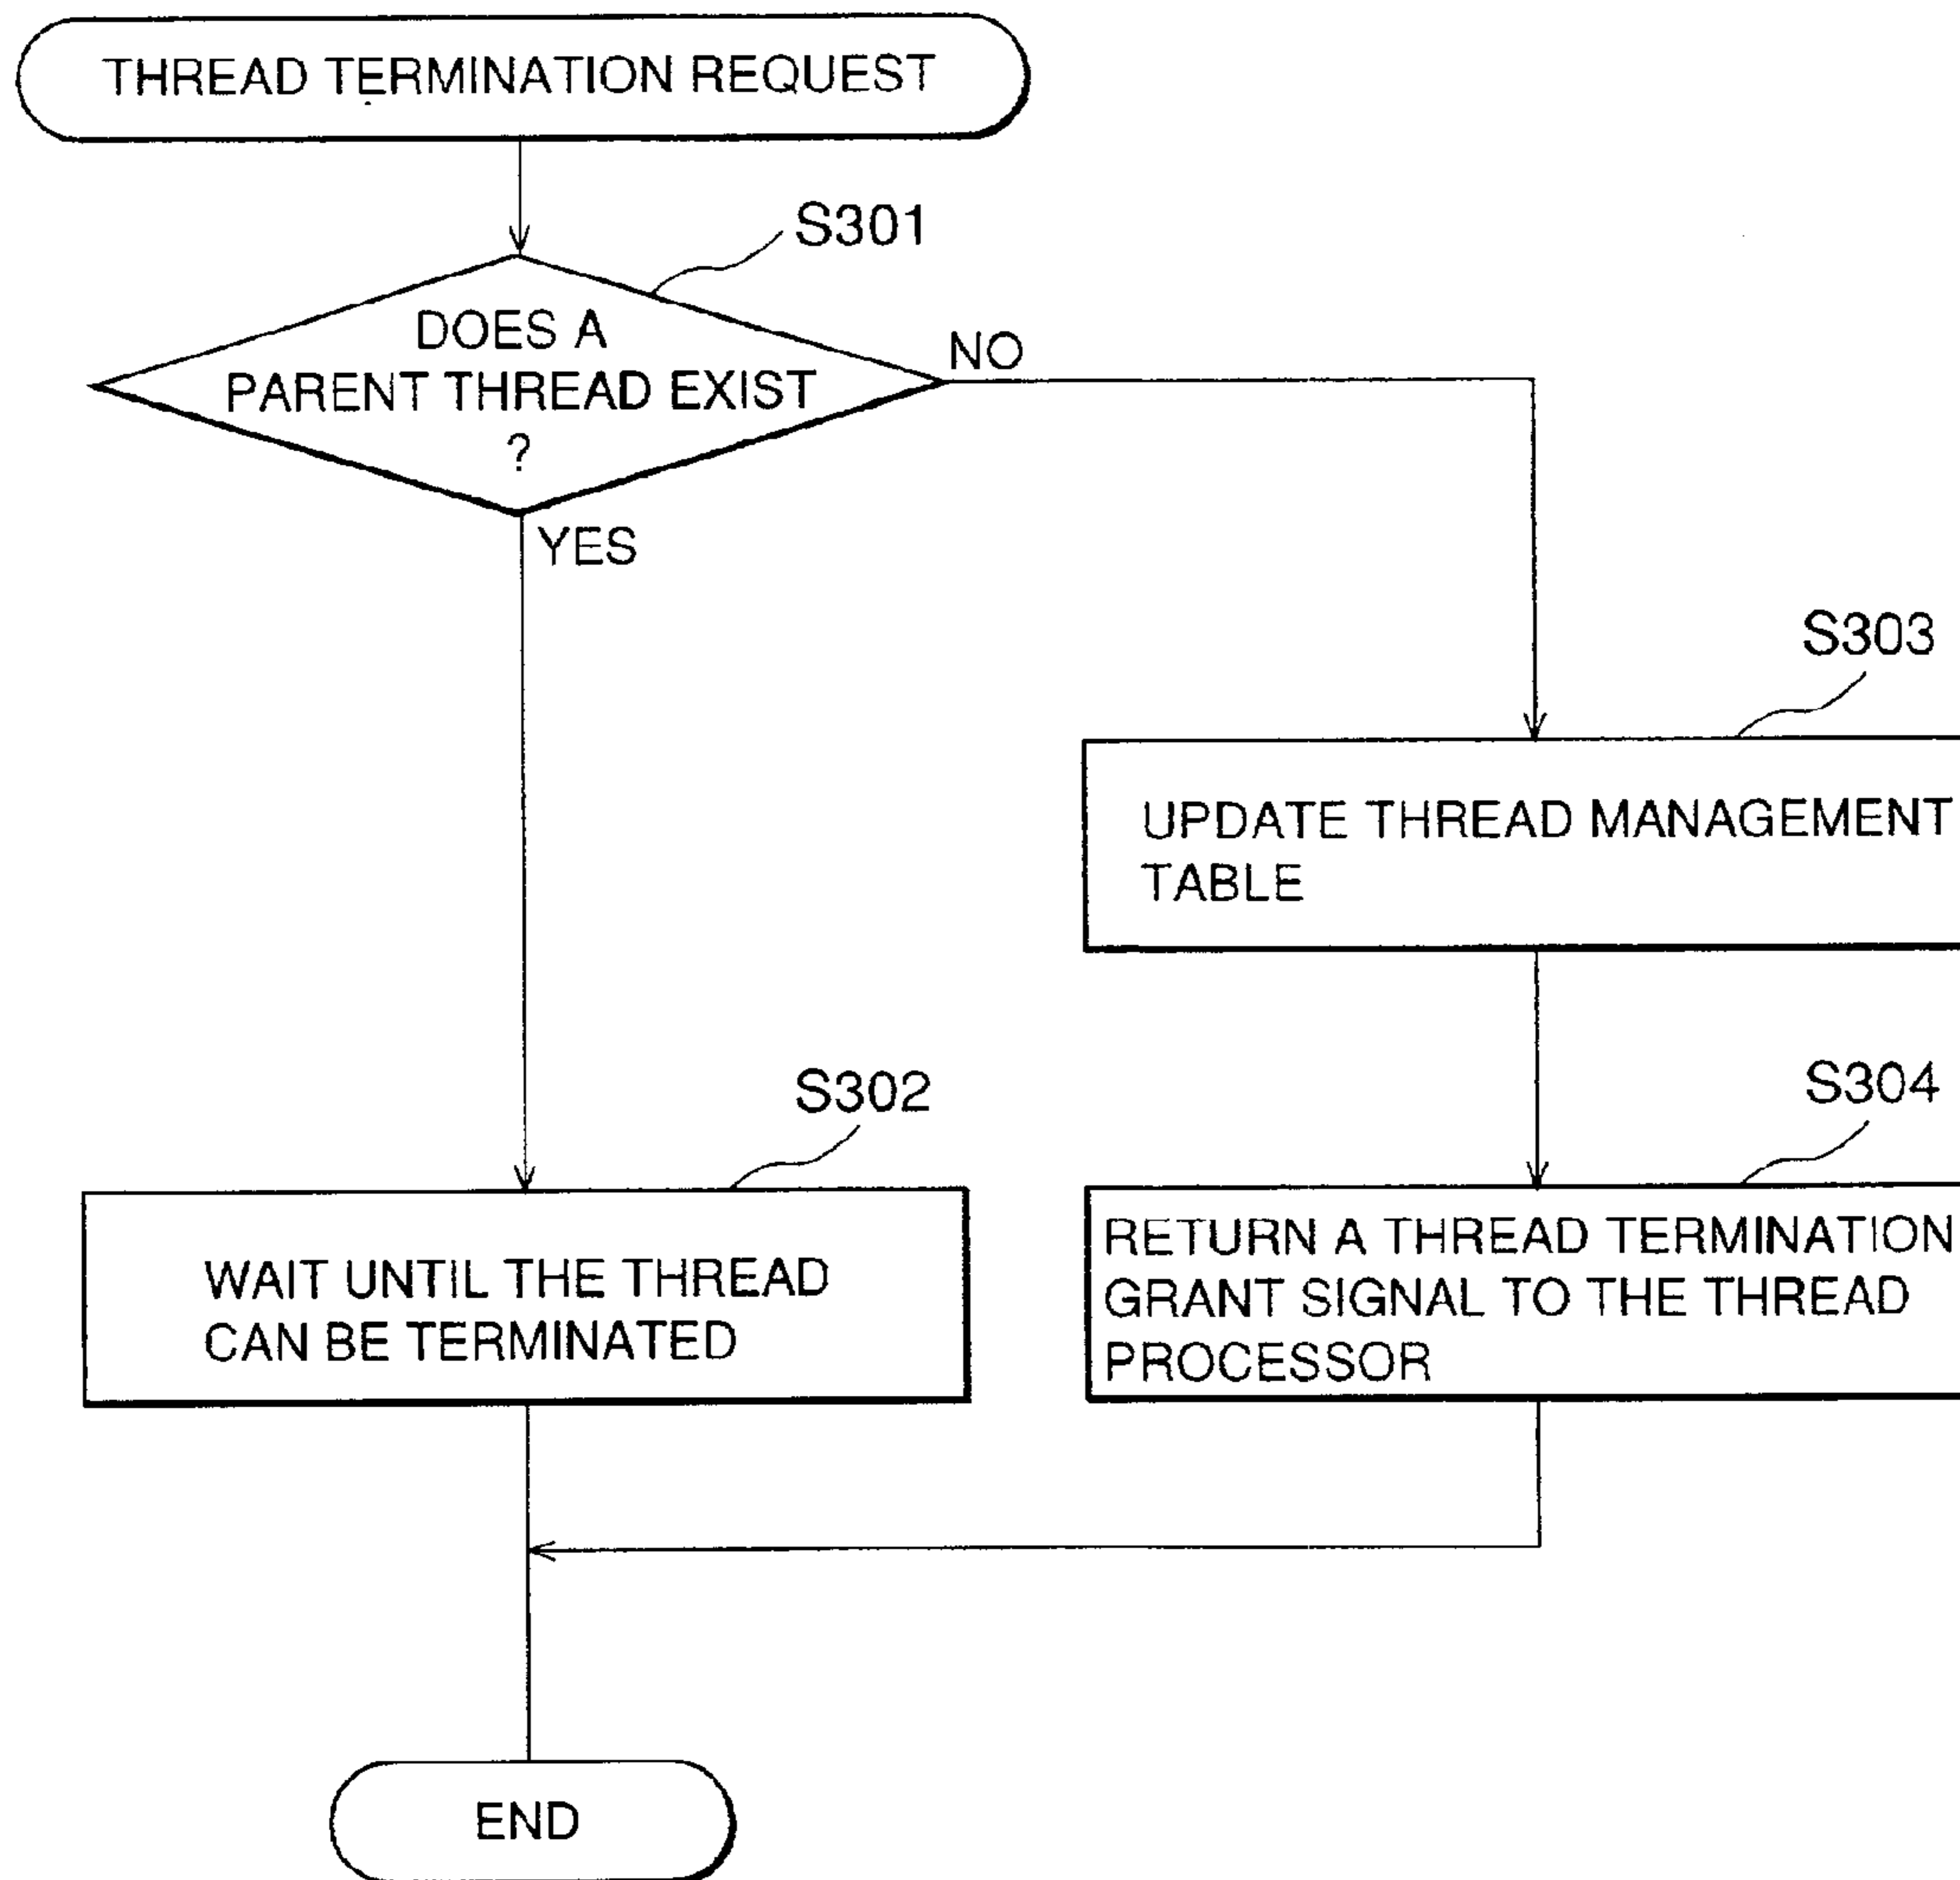 THREAD TERMINATION REQUEST
S301
DOES A
PARENT THREAD EXIST
?
NO
YES
S303
UPDATE THREAD MANAGEMENT
TABLE
S302
WAIT UNTIL THE THREAD
CAN BE TERMINATED
S304
RETURN A THREAD TERMINATION
GRANT SIGNAL TO THE THREAD
PROCESSOR
END